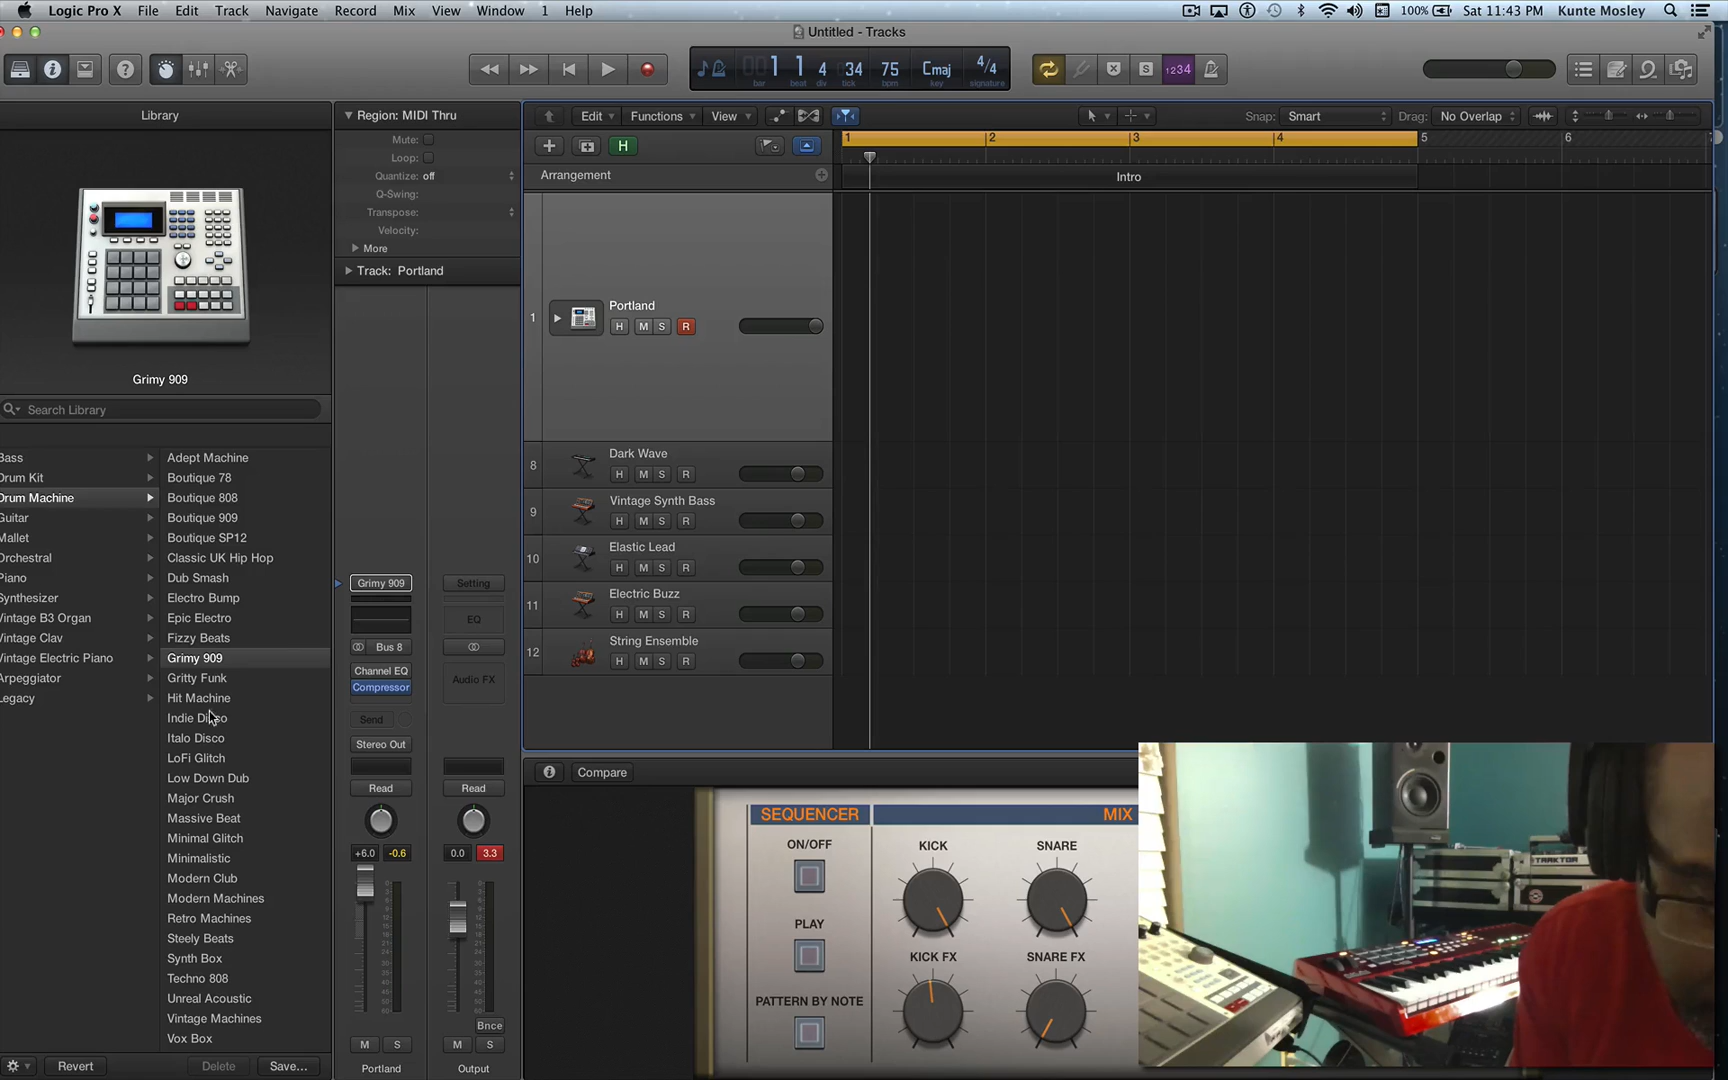 Logic Pro X File Edit Track Navigate Record Mix View Window 1 Help
100% Sat 11:43 PM Kunte Mosley
Untitled - Tracks
1 1 4 34 75 Cmaj 4/4
bar beat div tick bpm key signature
1234
Library
Grimy 909
Search Library
Bass
Drum Kit
Drum Machine
Guitar
Mallet
Orchestral
Piano
Synthesizer
Vintage B3 Organ
Vintage Clav
Vintage Electric Piano
Arpeggiator
Legacy
Adept Machine
Boutique 78
Boutique 808
Boutique 909
Boutique SP12
Classic UK Hip Hop
Dub Smash
Electro Bump
Epic Electro
Fizzy Beats
Grimy 909
Gritty Funk
Hit Machine
Indie Disco
Italo Disco
LoFi Glitch
Low Down Dub
Major Crush
Massive Beat
Minimal Glitch
Minimalistic
Modern Club
Modern Machines
Retro Machines
Steely Beats
Synth Box
Techno 808
Unreal Acoustic
Vintage Machines
Vox Box
Revert Delete Save...
Region: MIDI Thru
Mute:
Loop:
Quantize: off
Q-Swing:
Transpose:
Velocity:
More
Track: Portland
Grimy 909 Setting
EQ
Bus 8
Channel EQ
Compressor
Audio FX
Send
Stereo Out
Read Read
+6.0 -0.6 0.0 3.3
Bnce
M S M S
Portland Output
Edit Functions View
Snap: Smart Drag: No Overlap
H
1 2 3 4 5 6 7
Arrangement
Intro
1 Portland
H M S R
8 Dark Wave
H M S R
9 Vintage Synth Bass
H M S R
10 Elastic Lead
H M S R
11 Electric Buzz
H M S R
12 String Ensemble
H M S R
Compare
SEQUENCER MIX
ON/OFF KICK SNARE
PLAY KICK FX SNARE FX
PATTERN BY NOTE
TRAKTOR